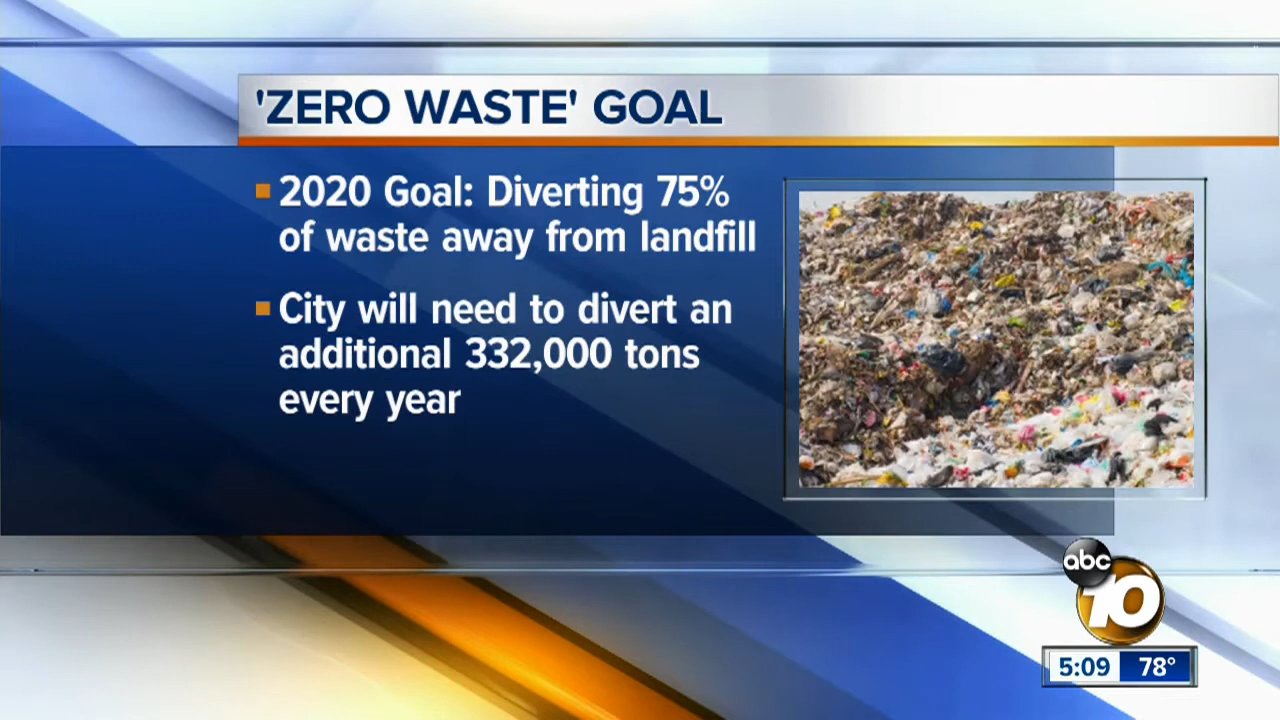 'ZERO WASTE' GOAL
2020 Goal: Diverting 75%
of waste away from landfill
City will need to divert an
additional 332,000 tons
every year
abc
10
5:09 78°